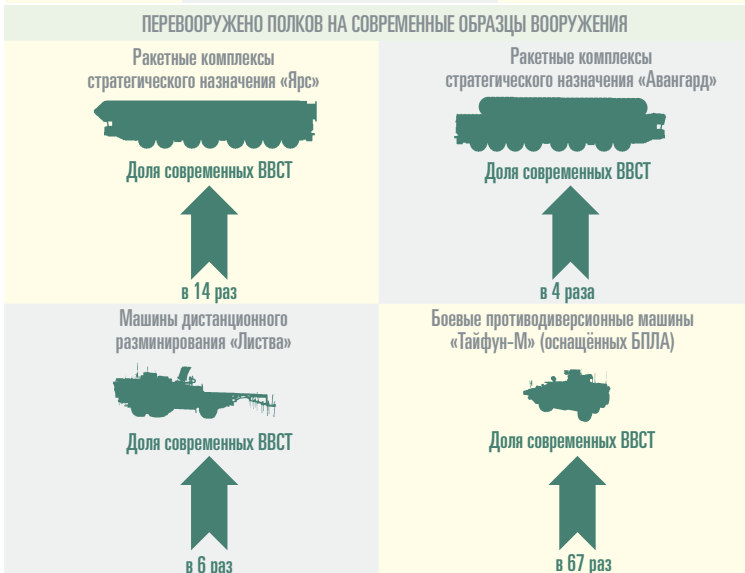 ПЕРЕВООРУЖЕНО ПОЛКОВ НА СОВРЕМЕННЫЕ ОБРАЗЦЫ ВООРУЖЕНИЯ
Ракетные комплексы
стратегического назначения «Ярс»
Доля современных ВВСТ
в 14 раз
Ракетные комплексы
стратегического назначения «Авангард»
Доля современных ВВСТ
в 4 раза
Машины дистанционного
разминирования «Листва»
Доля современных ВВСТ
в 6 раз
Боевые противодиверсионные машины
«Тайфун-М» (оснащённых БПЛА)
Доля современных ВВСТ
в 67 раз